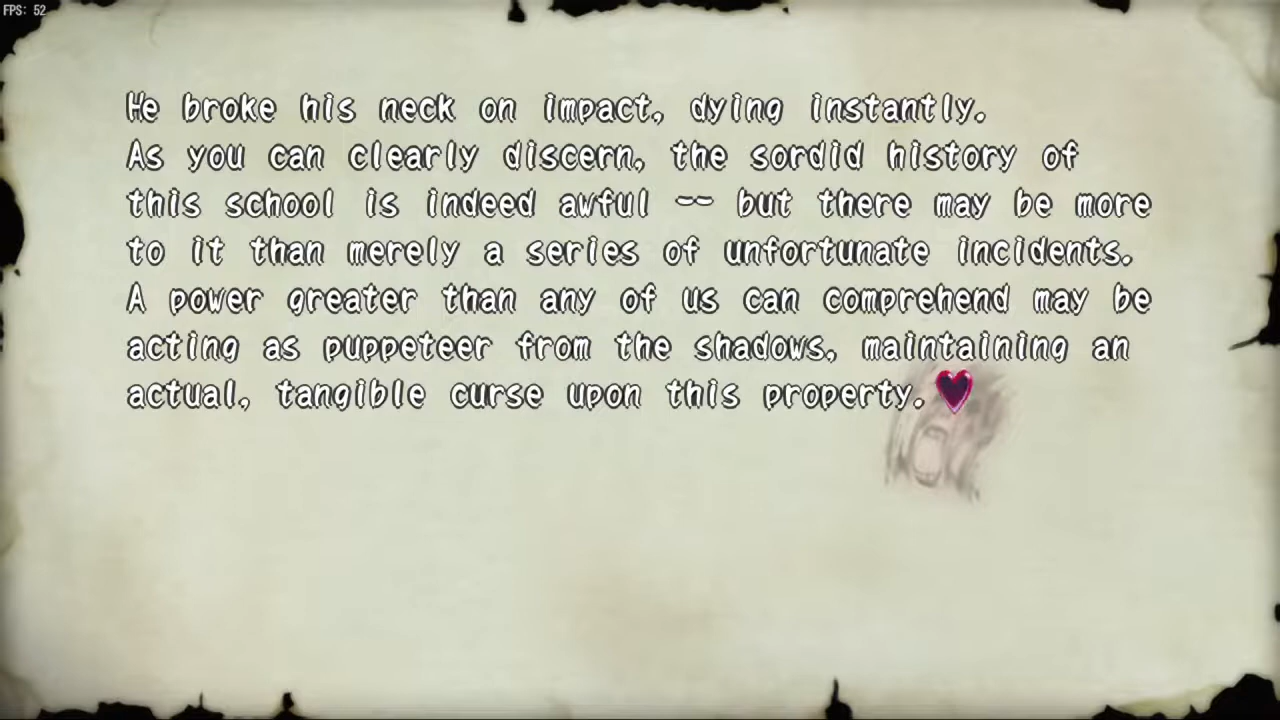 FPS: 52
He broke his neck on impact, dying instantly.
As you can clearly discern, the sordid history of
this school is indeed awful -- but there may be more
to it than merely a series of unfortunate incidents.
A power greater than any of us can comprehend may be
acting as puppeteer from the shadows, maintaining an
actual, tangible curse upon this property.